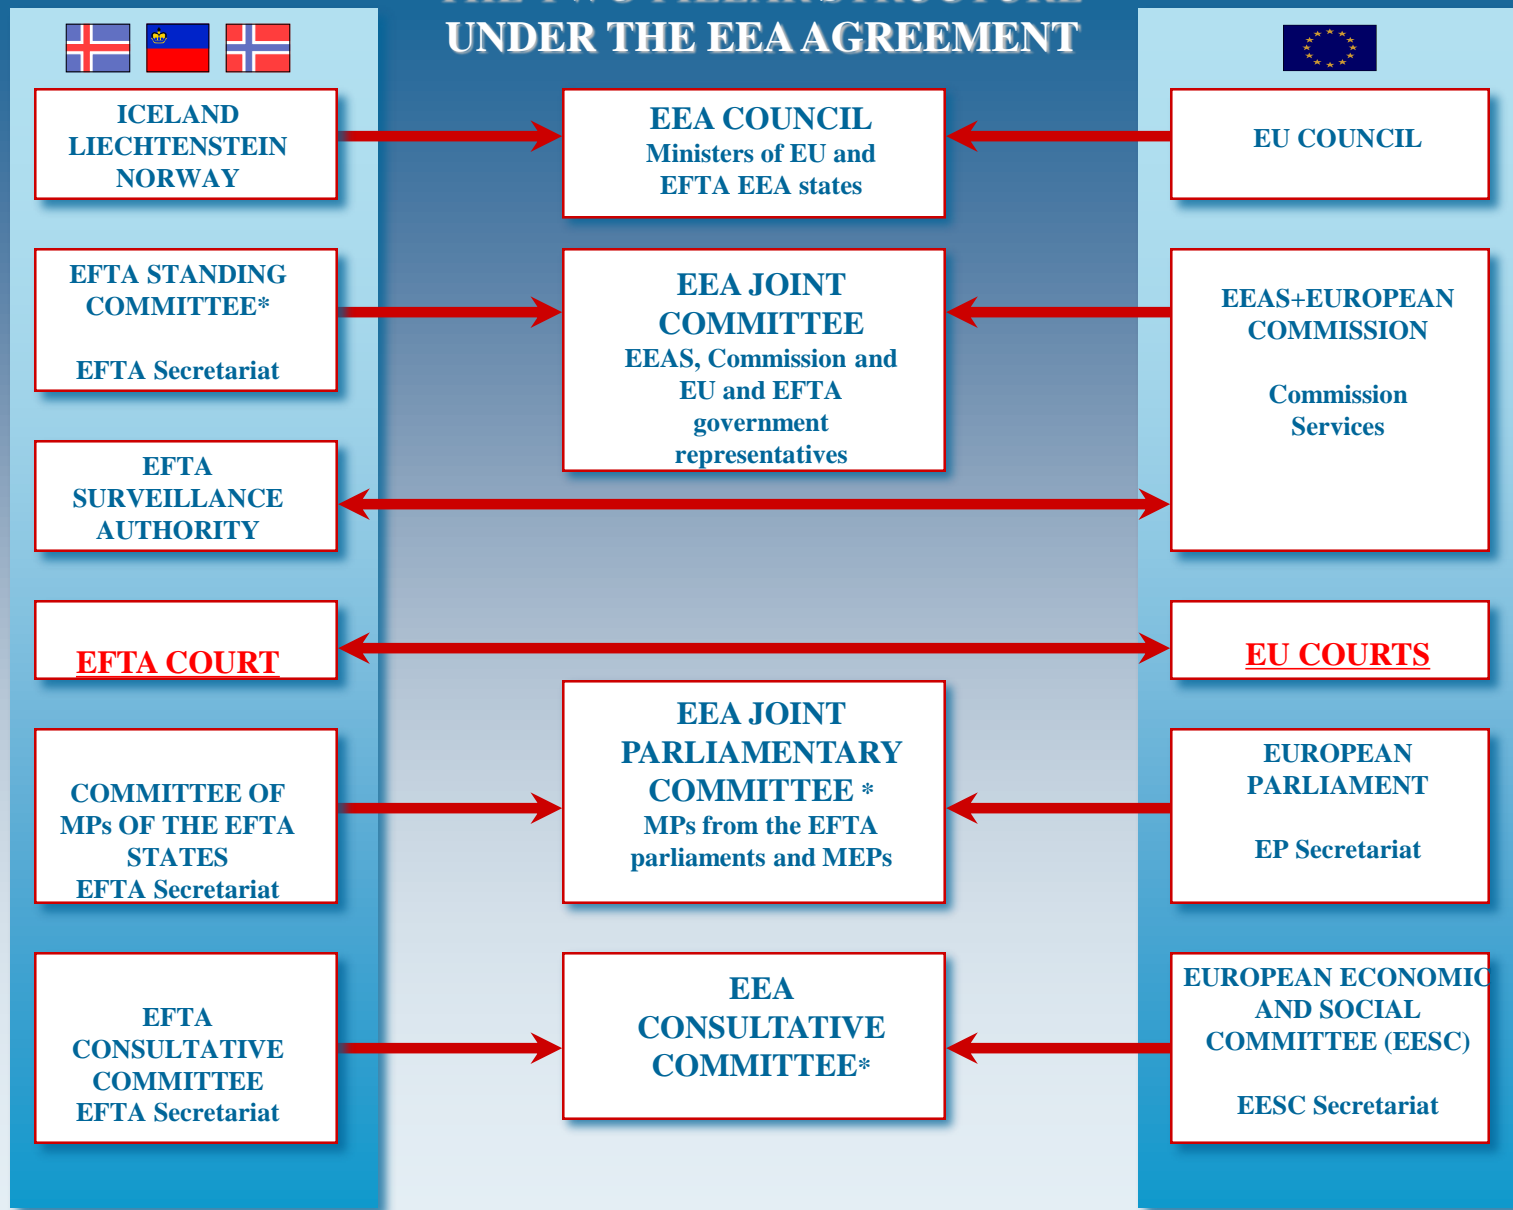 THE TWO PILLAR STRUCTURE
UNDER THE EEA AGREEMENT
ICELAND
LIECHTENSTEIN
NORWAY
EEA COUNCIL
Ministers of EU and
EFTA EEA states
EU COUNCIL
EFTA STANDING
COMMITTEE*
EFTA Secretariat
EEA JOINT
COMMITTEE
EEAS, Commission and
EU and EFTA
government
representatives
EEAS+EUROPEAN
COMMISSION
Commission
Services
EFTA
SURVEILLANCE
AUTHORITY
EFTA COURT
EU COURTS
COMMITTEE OF
MPs OF THE EFTA
STATES
EFTA Secretariat
EEA JOINT
PARLIAMENTARY
COMMITTEE *
MPs from the EFTA
parliaments and MEPs
EUROPEAN
PARLIAMENT
EP Secretariat
EFTA
CONSULTATIVE
COMMITTEE
EFTA Secretariat
EEA
CONSULTATIVE
COMMITTEE*
EUROPEAN ECONOMIC
AND SOCIAL
COMMITTEE (EESC)
EESC Secretariat